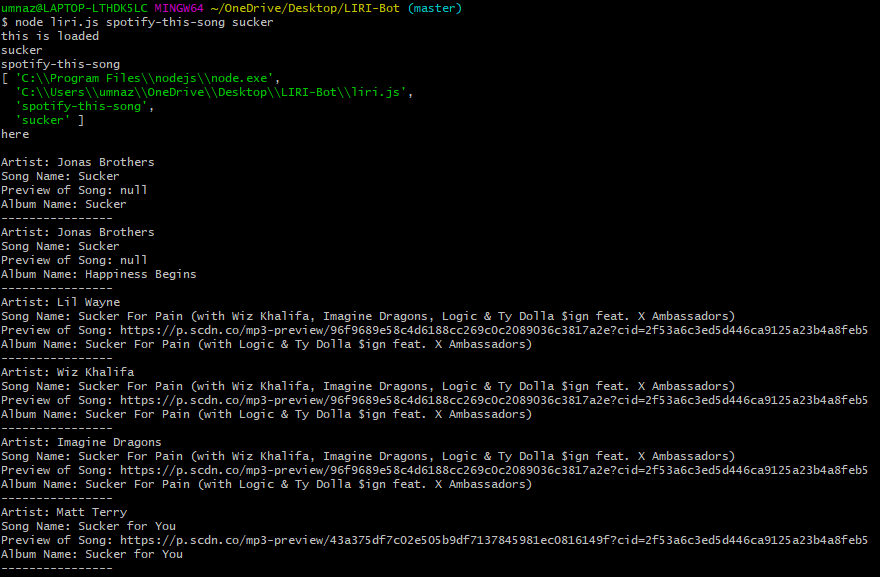 umnaz@LAPTOP-LTHDK5LC MINGW64 ~/OneDrive/Desktop/LIRI-Bot (master)
$ node liri.js spotify-this-song sucker
this is loaded
sucker
spotify-this-song
[ 'C:\\Program Files\\nodejs\\node.exe',
  'C:\\Users\\umnaz\\OneDrive\\Desktop\\LIRI-Bot\\liri.js',
  'spotify-this-song',
  'sucker' ]
here

Artist: Jonas Brothers
Song Name: Sucker
Preview of Song: null
Album Name: Sucker
----------------
Artist: Jonas Brothers
Song Name: Sucker
Preview of Song: null
Album Name: Happiness Begins
----------------
Artist: Lil Wayne
Song Name: Sucker For Pain (with Wiz Khalifa, Imagine Dragons, Logic & Ty Dolla $ign feat. X Ambassadors)
Preview of Song: https://p.scdn.co/mp3-preview/96f9689e58c4d6188cc269c0c2089036c3817a2e?cid=2f53a6c3ed5d446ca9125a23b4a8feb5
Album Name: Sucker For Pain (with Logic & Ty Dolla $ign feat. X Ambassadors)
----------------
Artist: Wiz Khalifa
Song Name: Sucker For Pain (with Wiz Khalifa, Imagine Dragons, Logic & Ty Dolla $ign feat. X Ambassadors)
Preview of Song: https://p.scdn.co/mp3-preview/96f9689e58c4d6188cc269c0c2089036c3817a2e?cid=2f53a6c3ed5d446ca9125a23b4a8feb5
Album Name: Sucker For Pain (with Logic & Ty Dolla $ign feat. X Ambassadors)
----------------
Artist: Imagine Dragons
Song Name: Sucker For Pain (with Wiz Khalifa, Imagine Dragons, Logic & Ty Dolla $ign feat. X Ambassadors)
Preview of Song: https://p.scdn.co/mp3-preview/96f9689e58c4d6188cc269c0c2089036c3817a2e?cid=2f53a6c3ed5d446ca9125a23b4a8feb5
Album Name: Sucker For Pain (with Logic & Ty Dolla $ign feat. X Ambassadors)
----------------
Artist: Matt Terry
Song Name: Sucker for You
Preview of Song: https://p.scdn.co/mp3-preview/43a375df7c02e505b9df7137845981ec0816149f?cid=2f53a6c3ed5d446ca9125a23b4a8feb5
Album Name: Sucker for You
----------------